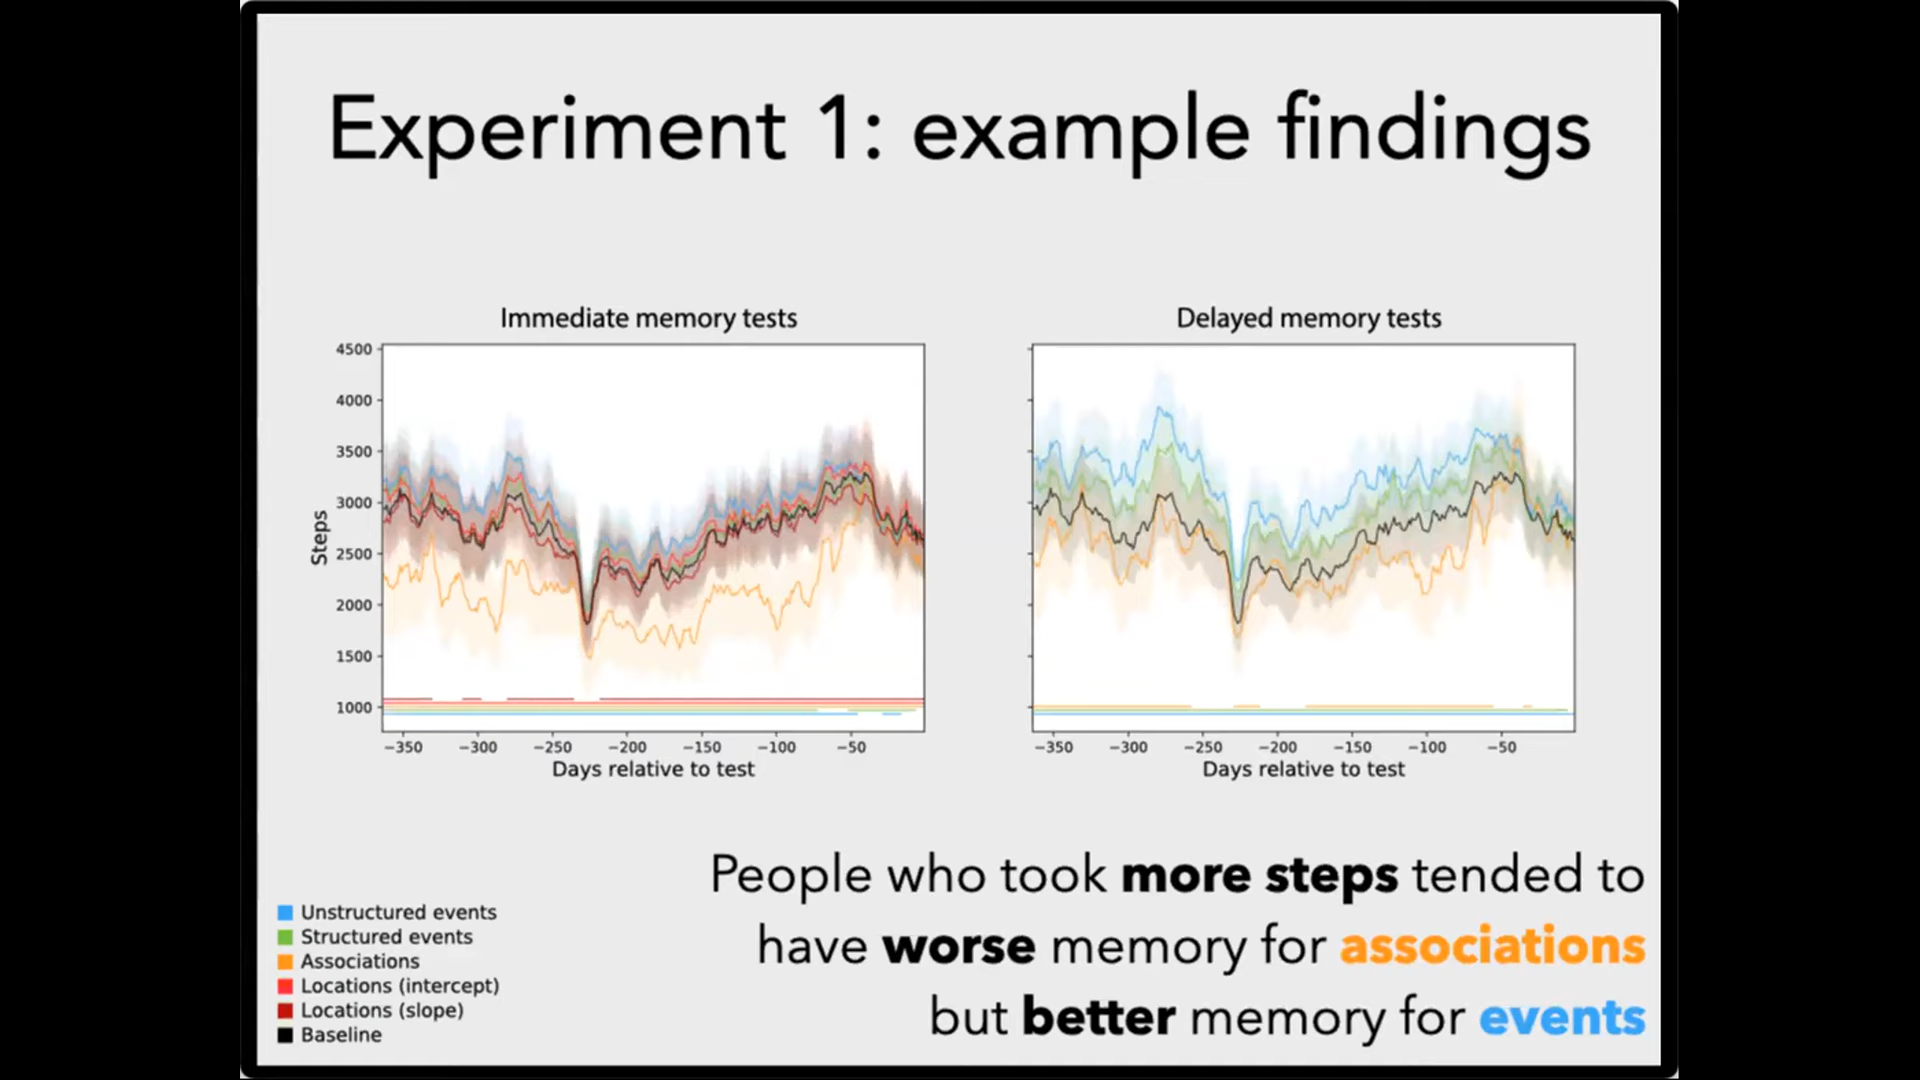 Experiment 1: example findings
Immediate memory tests
Delayed memory tests
4500
4000
3500
3000
2500
2000
1500
1000
Steps
−350 −300 −250 −200 −150 −100 −50
Days relative to test
−350 −300 −250 −200 −150 −100 −50
Days relative to test
Unstructured events
Structured events
Associations
Locations (intercept)
Locations (slope)
Baseline
People who took more steps tended to
have worse memory for associations
but better memory for events